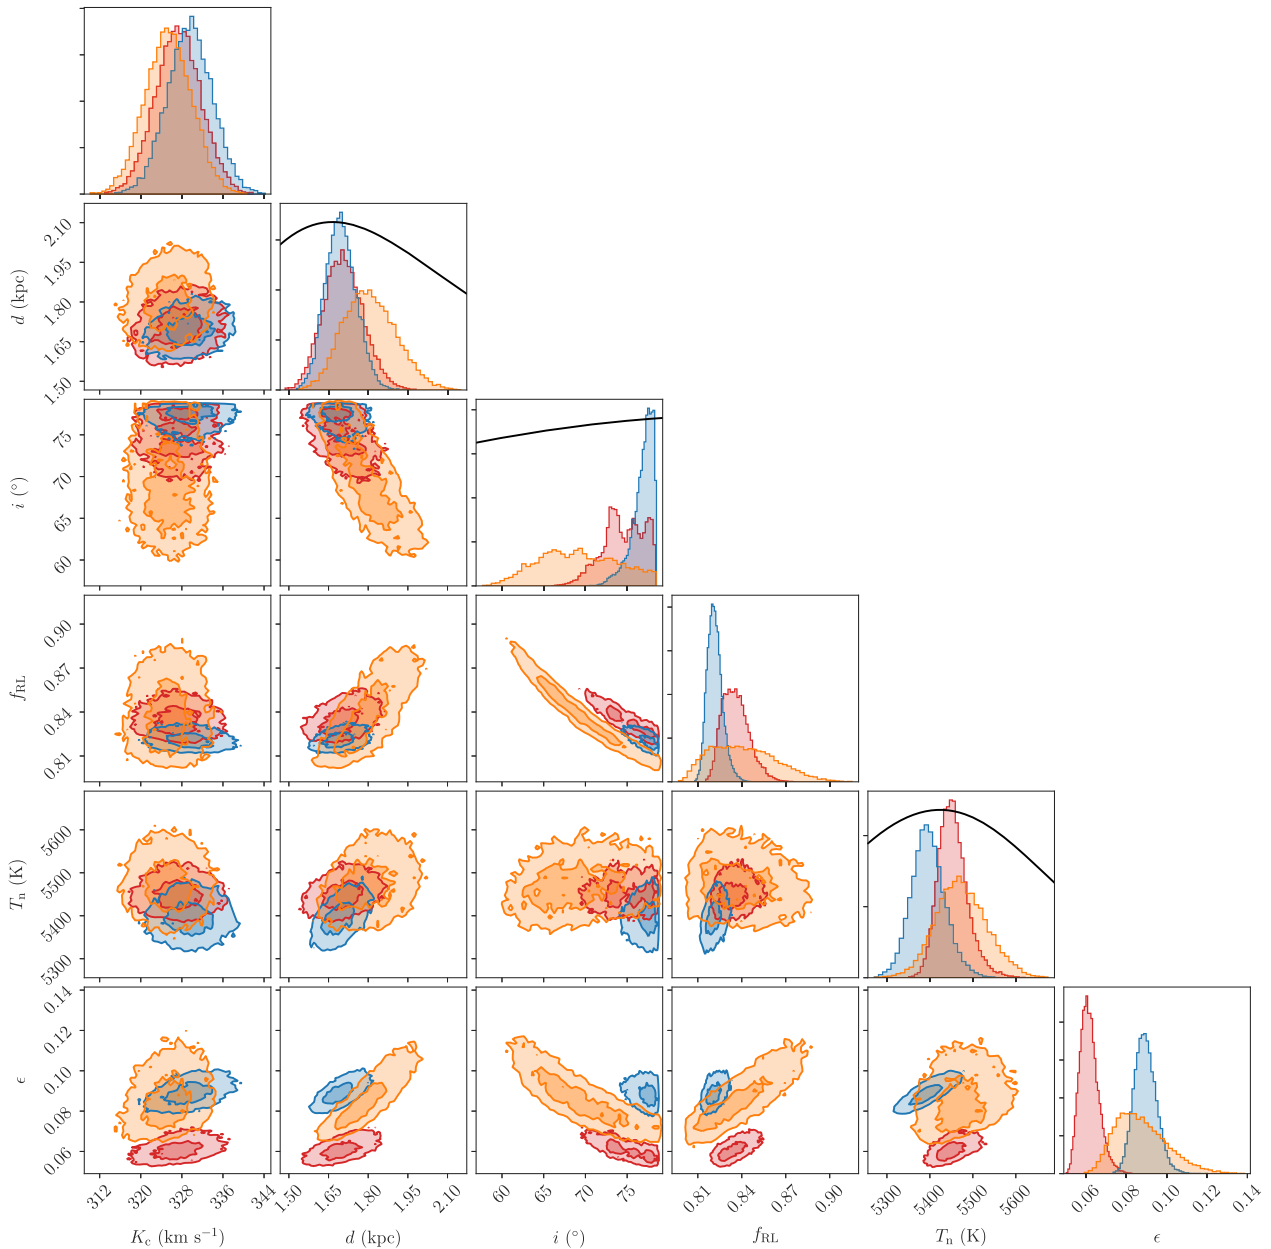 d (kpc)
2.10
1.95
1.80
1.65
1.50
i (°)
75
70
65
60
f_RL
0.90
0.87
0.84
0.81
T_n (K)
5600
5500
5400
5300
ϵ
0.14
0.12
0.10
0.08
0.06
312 320 328 336 344
1.50 1.65 1.80 1.95 2.10
60 65 70 75
0.81 0.84 0.87 0.90
5300 5400 5500 5600
0.06 0.08 0.10 0.12 0.14
K_c (km s⁻¹) d (kpc) i (°) f_RL T_n (K) ϵ